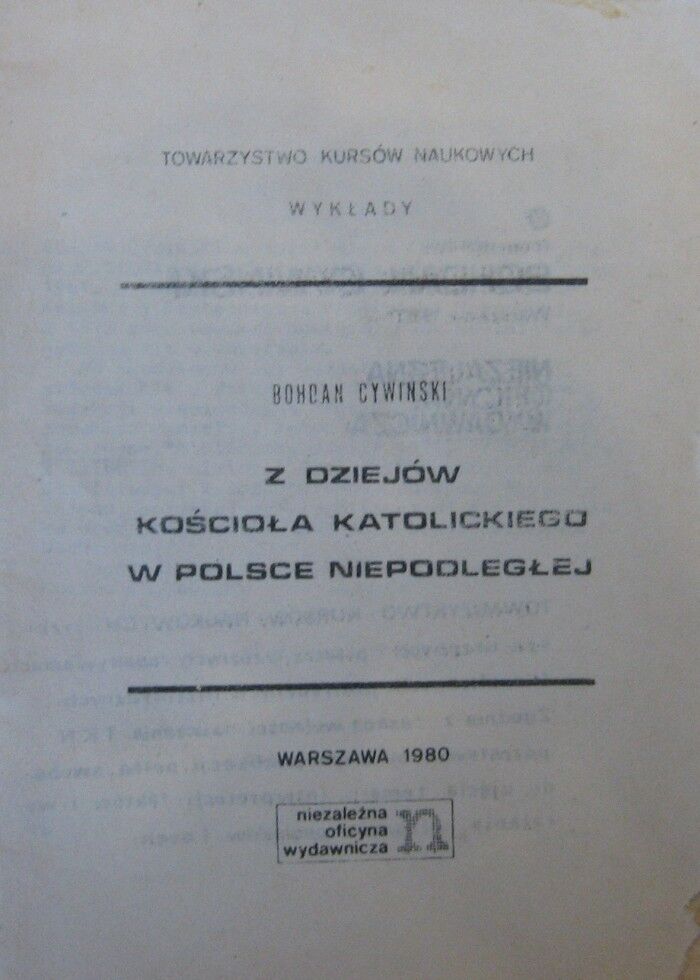 TOWARZYSTWO KURSÓW NAUKOWYCH
WYKŁADY
BOHDAN CYWIŃSKI
Z DZIEJÓW
KOŚCIOŁA KATOLICKIEGO
W POLSCE NIEPODLEGŁEJ
WARSZAWA 1980
niezależna
oficyna
wydawnicza n